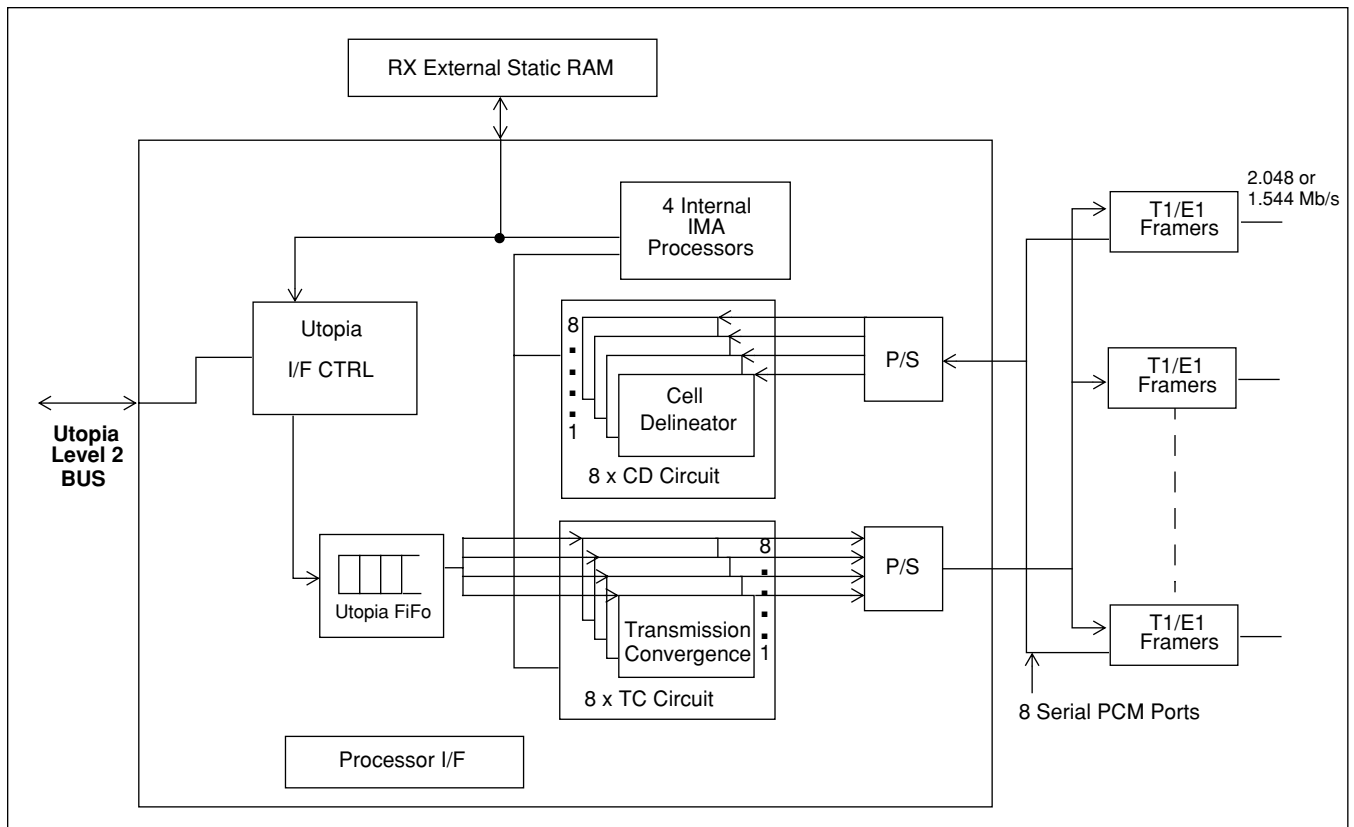 RX External Static RAM
4 Internal
IMA
Processors
2.048 or
1.544 Mb/s
T1/E1
Framers
Utopia
I/F CTRL
8
1
Cell
Delineator
8 x CD Circuit
P/S
T1/E1
Framers
Utopia
Level 2
BUS
Utopia FiFo
8
1
Transmission
Convergence
8 x TC Circuit
P/S
T1/E1
Framers
8 Serial PCM Ports
Processor I/F